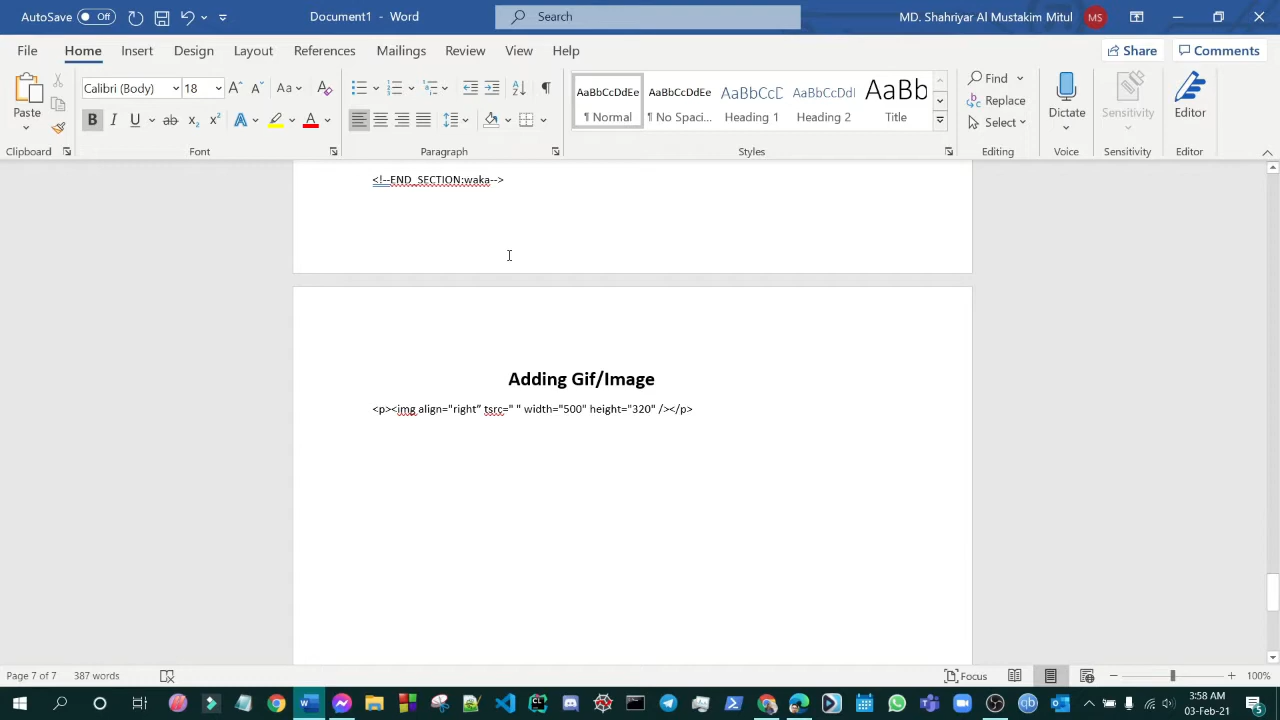 AutoSave Off Document1 - Word Search MD. Shahriyar Al Mustakim Mitul MS
File Home Insert Design Layout References Mailings Review View Help Share Comments
Paste Calibri (Body) 18 Aa AaBbCcDdEe AaBbCcDdEe AaBbCcD AaBbCcDdI AaBbCc Find
¶ Normal ¶ No Spaci... Heading 1 Heading 2 Title Replace Select Dictate Sensitivity Editor
Clipboard Font Paragraph Styles Editing Voice Sensitivity Editor
<!--END_SECTION:waka-->
Adding Gif/Image
<p><img align="right” tsrc=" " width="500" height="320" /></p>
Page 7 of 7 387 words Focus 100%
3:58 AM
03-Feb-21
5